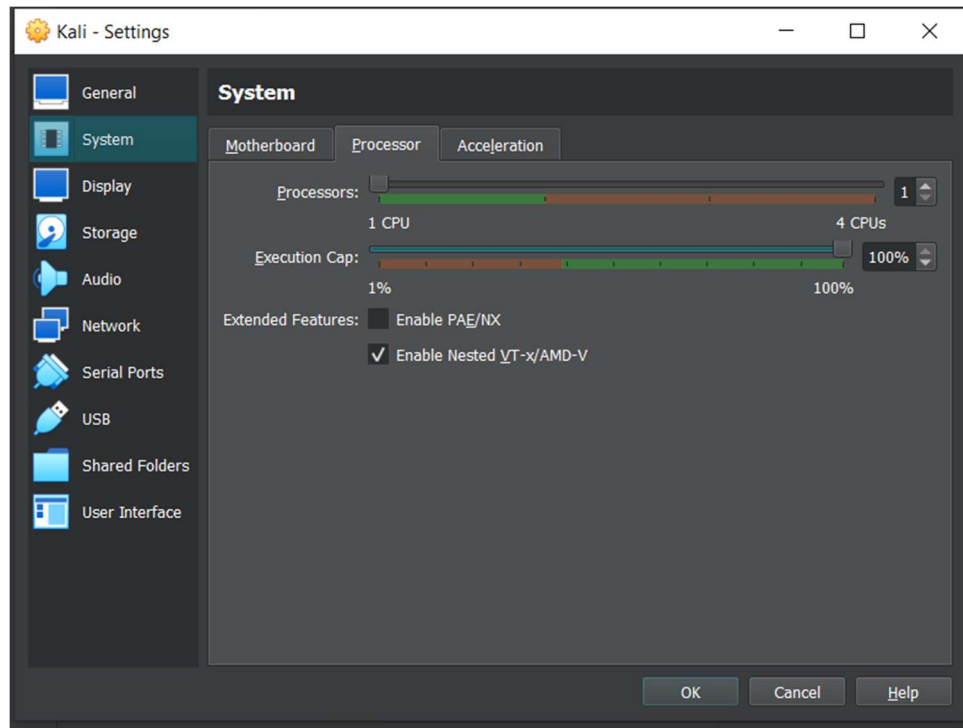 Kali - Settings
General
System
Display
Storage
Audio
Network
Serial Ports
USB
Shared Folders
User Interface
System
Motherboard Processor Acceleration
Processors: 1
1 CPU 4 CPUs
Execution Cap: 100%
1% 100%
Extended Features: Enable PAE/NX
Enable Nested VT-x/AMD-V
OK Cancel Help